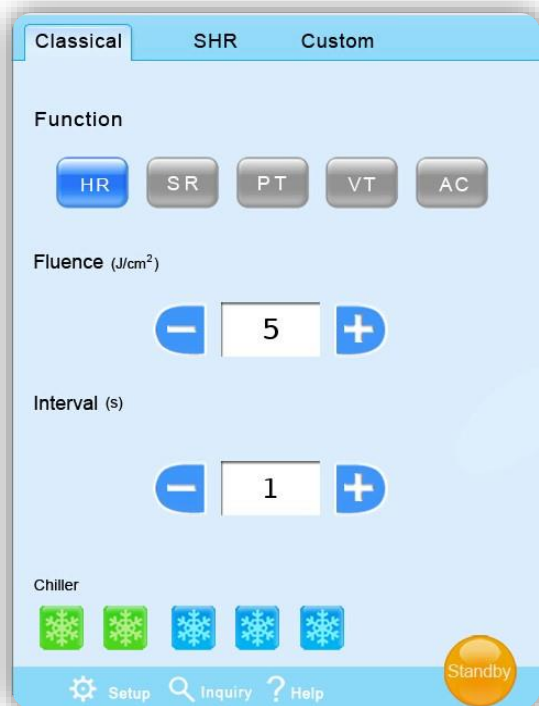 Classical SHR Custom
Function
HR SR PT VT AC
Fluence (J/cm²)
5
Interval (s)
1
Chiller
Standby
Setup Inquiry Help